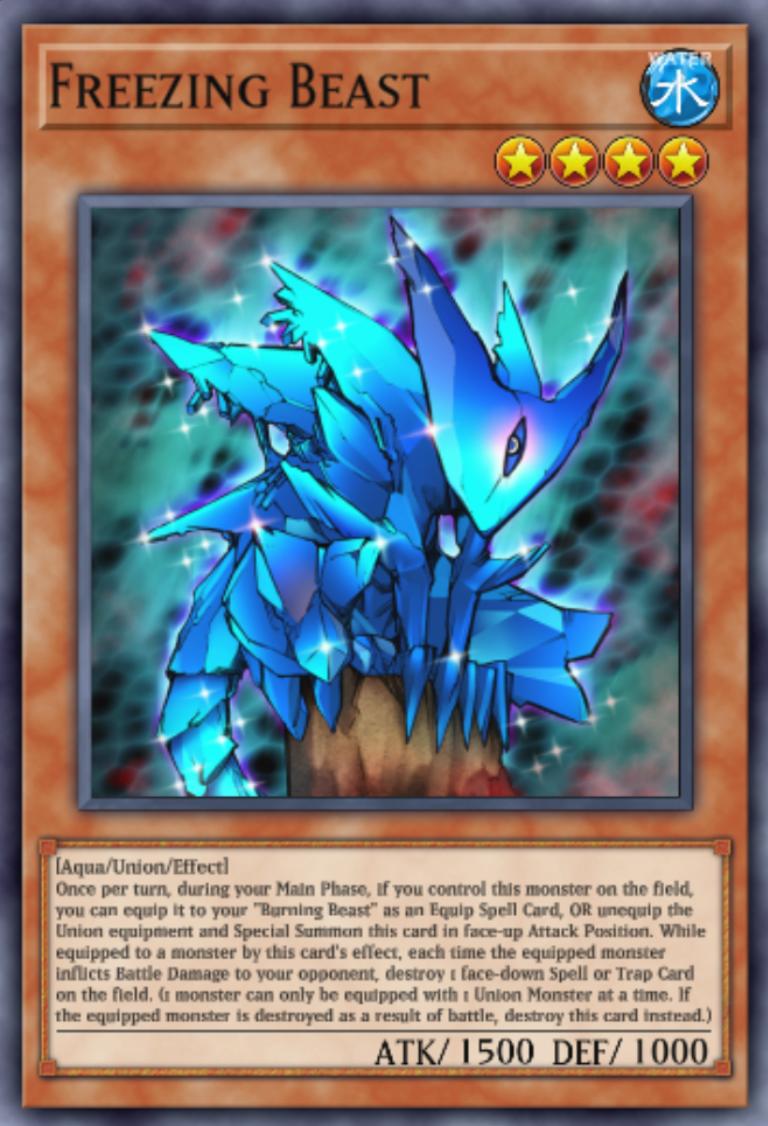 Freezing Beast
WATER
水
[Aqua/Union/Effect]
Once per turn, during your Main Phase, if you control this monster on the field,
you can equip it to your "Burning Beast" as an Equip Spell Card, OR unequip the
Union equipment and Special Summon this card in face-up Attack Position. While
equipped to a monster by this card's effect, each time the equipped monster
inflicts Battle Damage to your opponent, destroy 1 face-down Spell or Trap Card
on the field. (1 monster can only be equipped with 1 Union Monster at a time. If
the equipped monster is destroyed as a result of battle, destroy this card instead.)
ATK/ 1500 DEF/ 1000